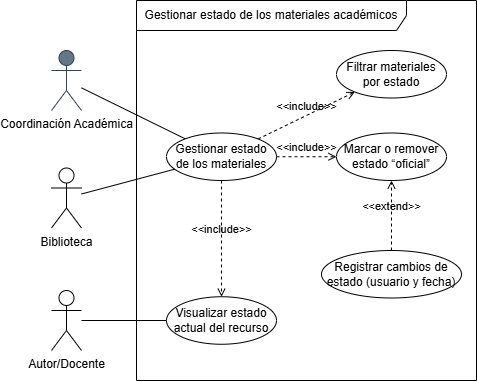 Gestionar estado de los materiales académicos
Filtrar materiales
por estado
<<include>>
Coordinación Académica
Gestionar estado
de los materiales
<<include>>
Marcar o remover
estado “oficial”
<<extend>>
Biblioteca
<<include>>
Registrar cambios de
estado (usuario y fecha)
Visualizar estado
actual del recurso
Autor/Docente